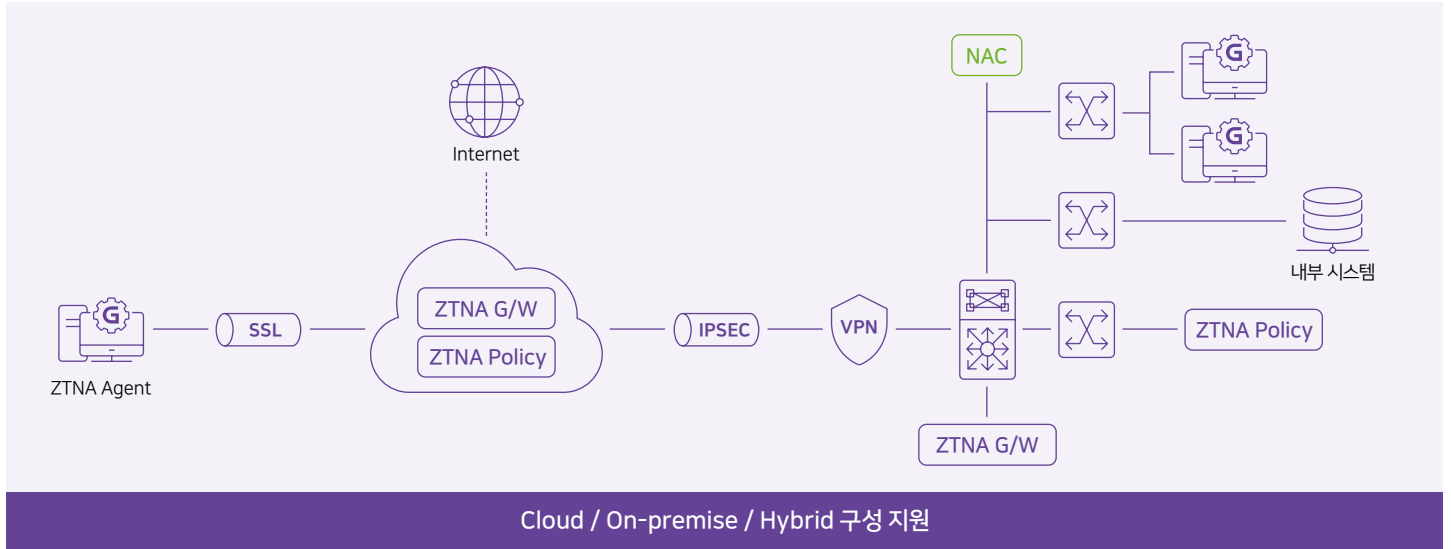 NAC
G
G
Internet
내부 시스템
ZTNA G/W
ZTNA Policy
G
SSL
IPSEC
VPN
ZTNA Policy
ZTNA Agent
ZTNA G/W
Cloud / On-premise / Hybrid 구성 지원